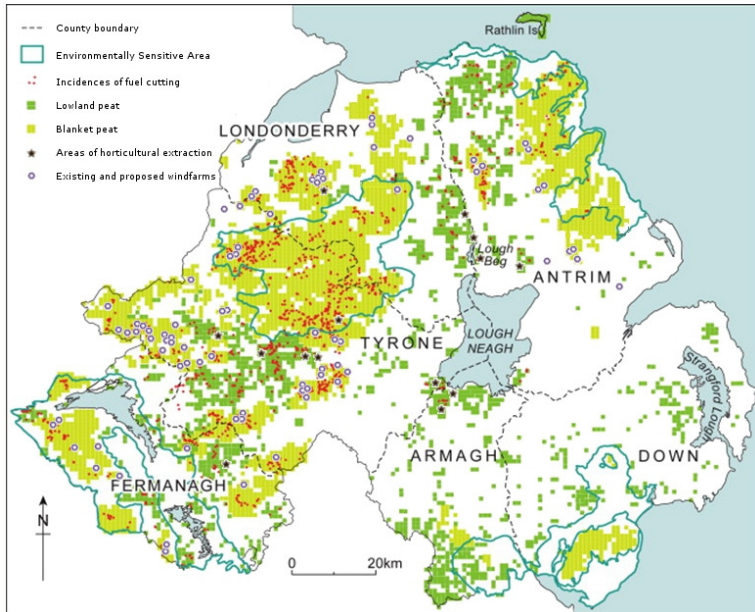 County boundary
Environmentally Sensitive Area
Incidences of fuel cutting
Lowland peat
Blanket peat
Areas of horticultural extraction
Existing and proposed windfarms
Rathlin Is
LONDONDERRY
Lough
Beg
ANTRIM
TYRONE
LOUGH
NEAGH
Strangford Lough
ARMAGH
DOWN
FERMANAGH
N
0
20km